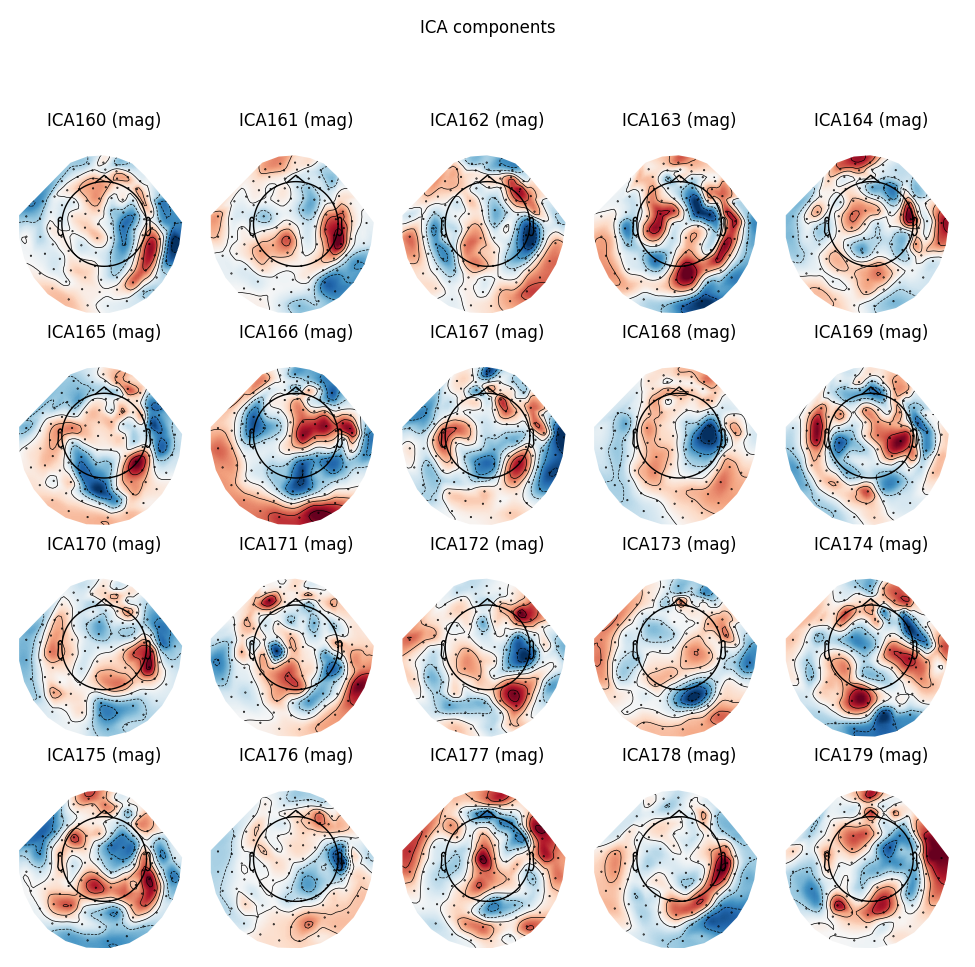 ICA components
ICA160 (mag) ICA161 (mag) ICA162 (mag) ICA163 (mag) ICA164 (mag)
ICA165 (mag) ICA166 (mag) ICA167 (mag) ICA168 (mag) ICA169 (mag)
ICA170 (mag) ICA171 (mag) ICA172 (mag) ICA173 (mag) ICA174 (mag)
ICA175 (mag) ICA176 (mag) ICA177 (mag) ICA178 (mag) ICA179 (mag)